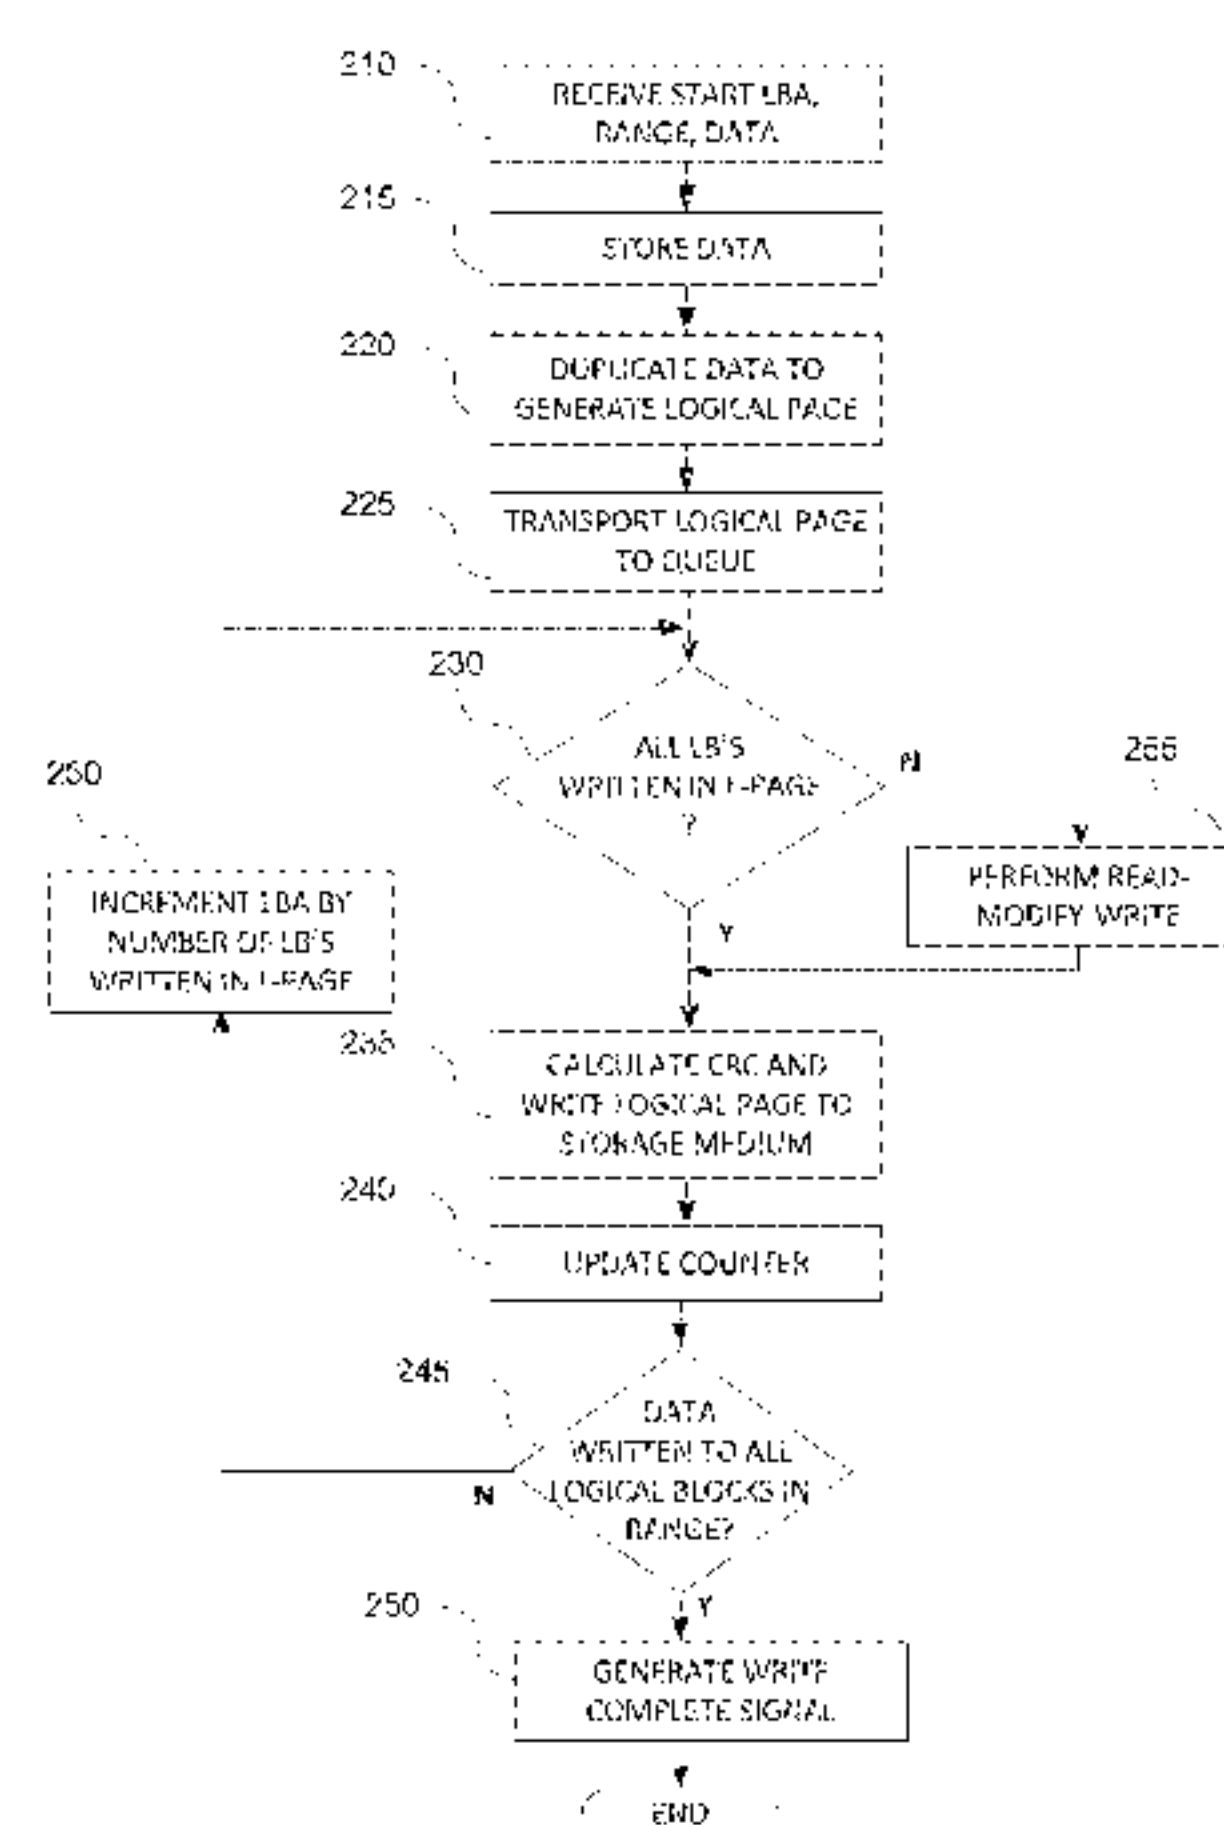 210
RECEIVE START LBA,
RANGE, DATA
215
STORE DATA
220
DUPLICATE DATA TO
GENERATE LOGICAL PAGE
225
TRANSPORT LOGICAL PAGE
TO QUEUE
230
ALL LB'S
WRITTEN IN L-PAGE
?
N
Y
PERFORM READ-
MODIFY-WRITE
INCREMENT LBA BY
NUMBER OF LB'S
WRITTEN IN L-PAGE
235
CALCULATE CRC AND
WRITE LOGICAL PAGE TO
STORAGE MEDIUM
240
UPDATE COUNTER
245
DATA
WRITTEN TO ALL
LOGICAL BLOCKS IN
RANGE?
N
Y
250
GENERATE WRITE
COMPLETE SIGNAL
END